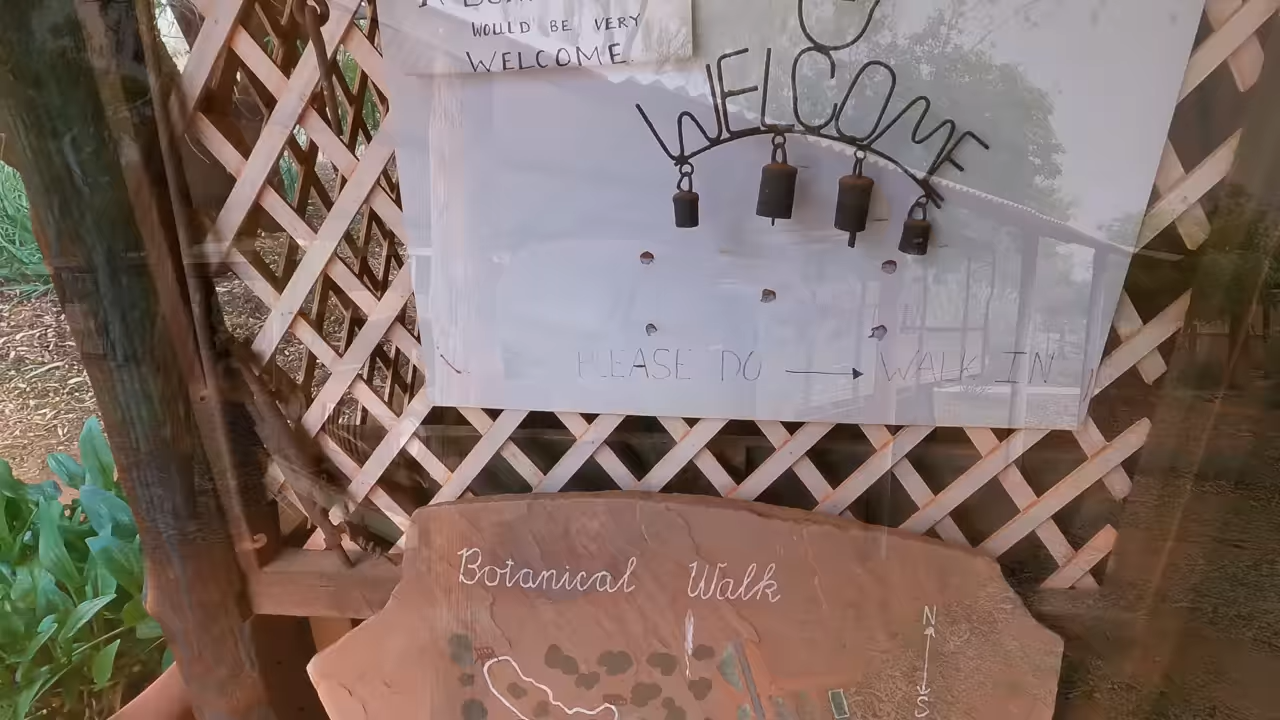 A
WOULD BE VERY
WELCOME.
WELCOME
PLEASE DO → WALK IN
Botanical Walk
N
S